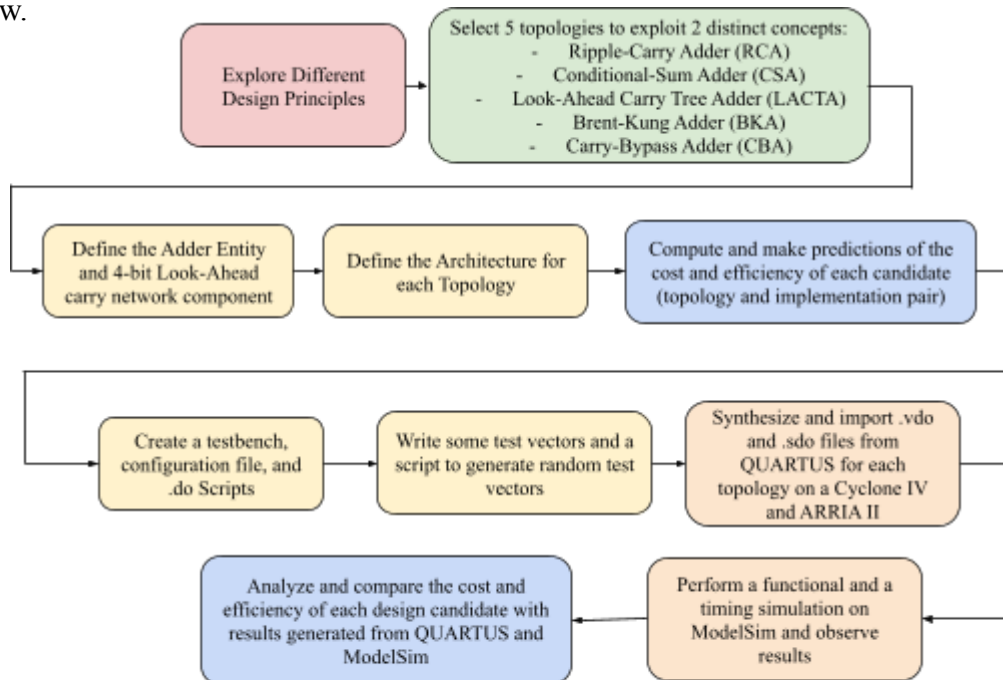 w.
Explore Different
Design Principles
Select 5 topologies to exploit 2 distinct concepts:
- Ripple-Carry Adder (RCA)
- Conditional-Sum Adder (CSA)
- Look-Ahead Carry Tree Adder (LACTA)
- Brent-Kung Adder (BKA)
- Carry-Bypass Adder (CBA)
Define the Adder Entity
and 4-bit Look-Ahead
carry network component
Define the Architecture for
each Topology
Compute and make predictions of the
cost and efficiency of each candidate
(topology and implementation pair)
Create a testbench,
configuration file, and
.do Scripts
Write some test vectors and a
script to generate random test
vectors
Synthesize and import .vdo
and .sdo files from
QUARTUS for each
topology on a Cyclone IV
and ARRIA II
Perform a functional and a
timing simulation on
ModelSim and observe
results
Analyze and compare the cost and
efficiency of each design candidate with
results generated from QUARTUS and
ModelSim